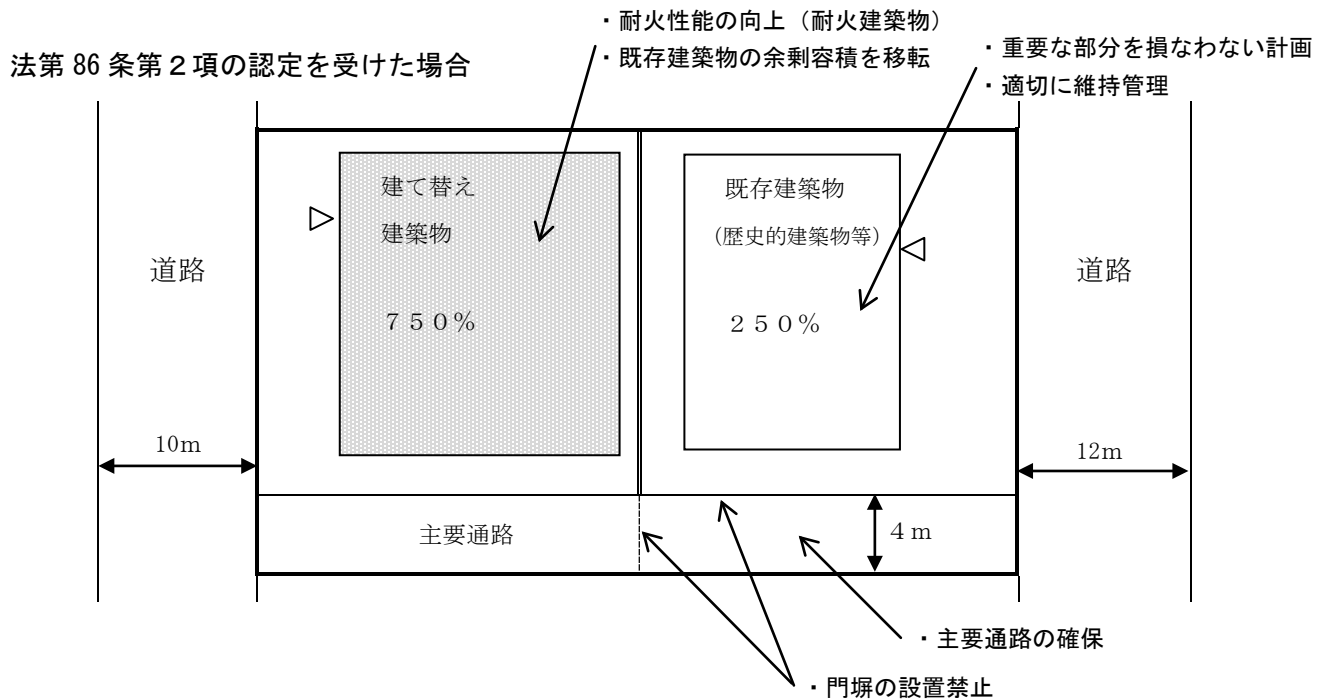 ・耐火性能の向上（耐火建築物）
・既存建築物の余剰容積を移転
・重要な部分を損なわない計画
・適切に維持管理
法第 86 条第２項の認定を受けた場合
建て替え
建築物
７５０％
既存建築物
（歴史的建築物等）
２５０％
道路
道路
10m
12m
主要通路
４ｍ
・主要通路の確保
・門塀の設置禁止